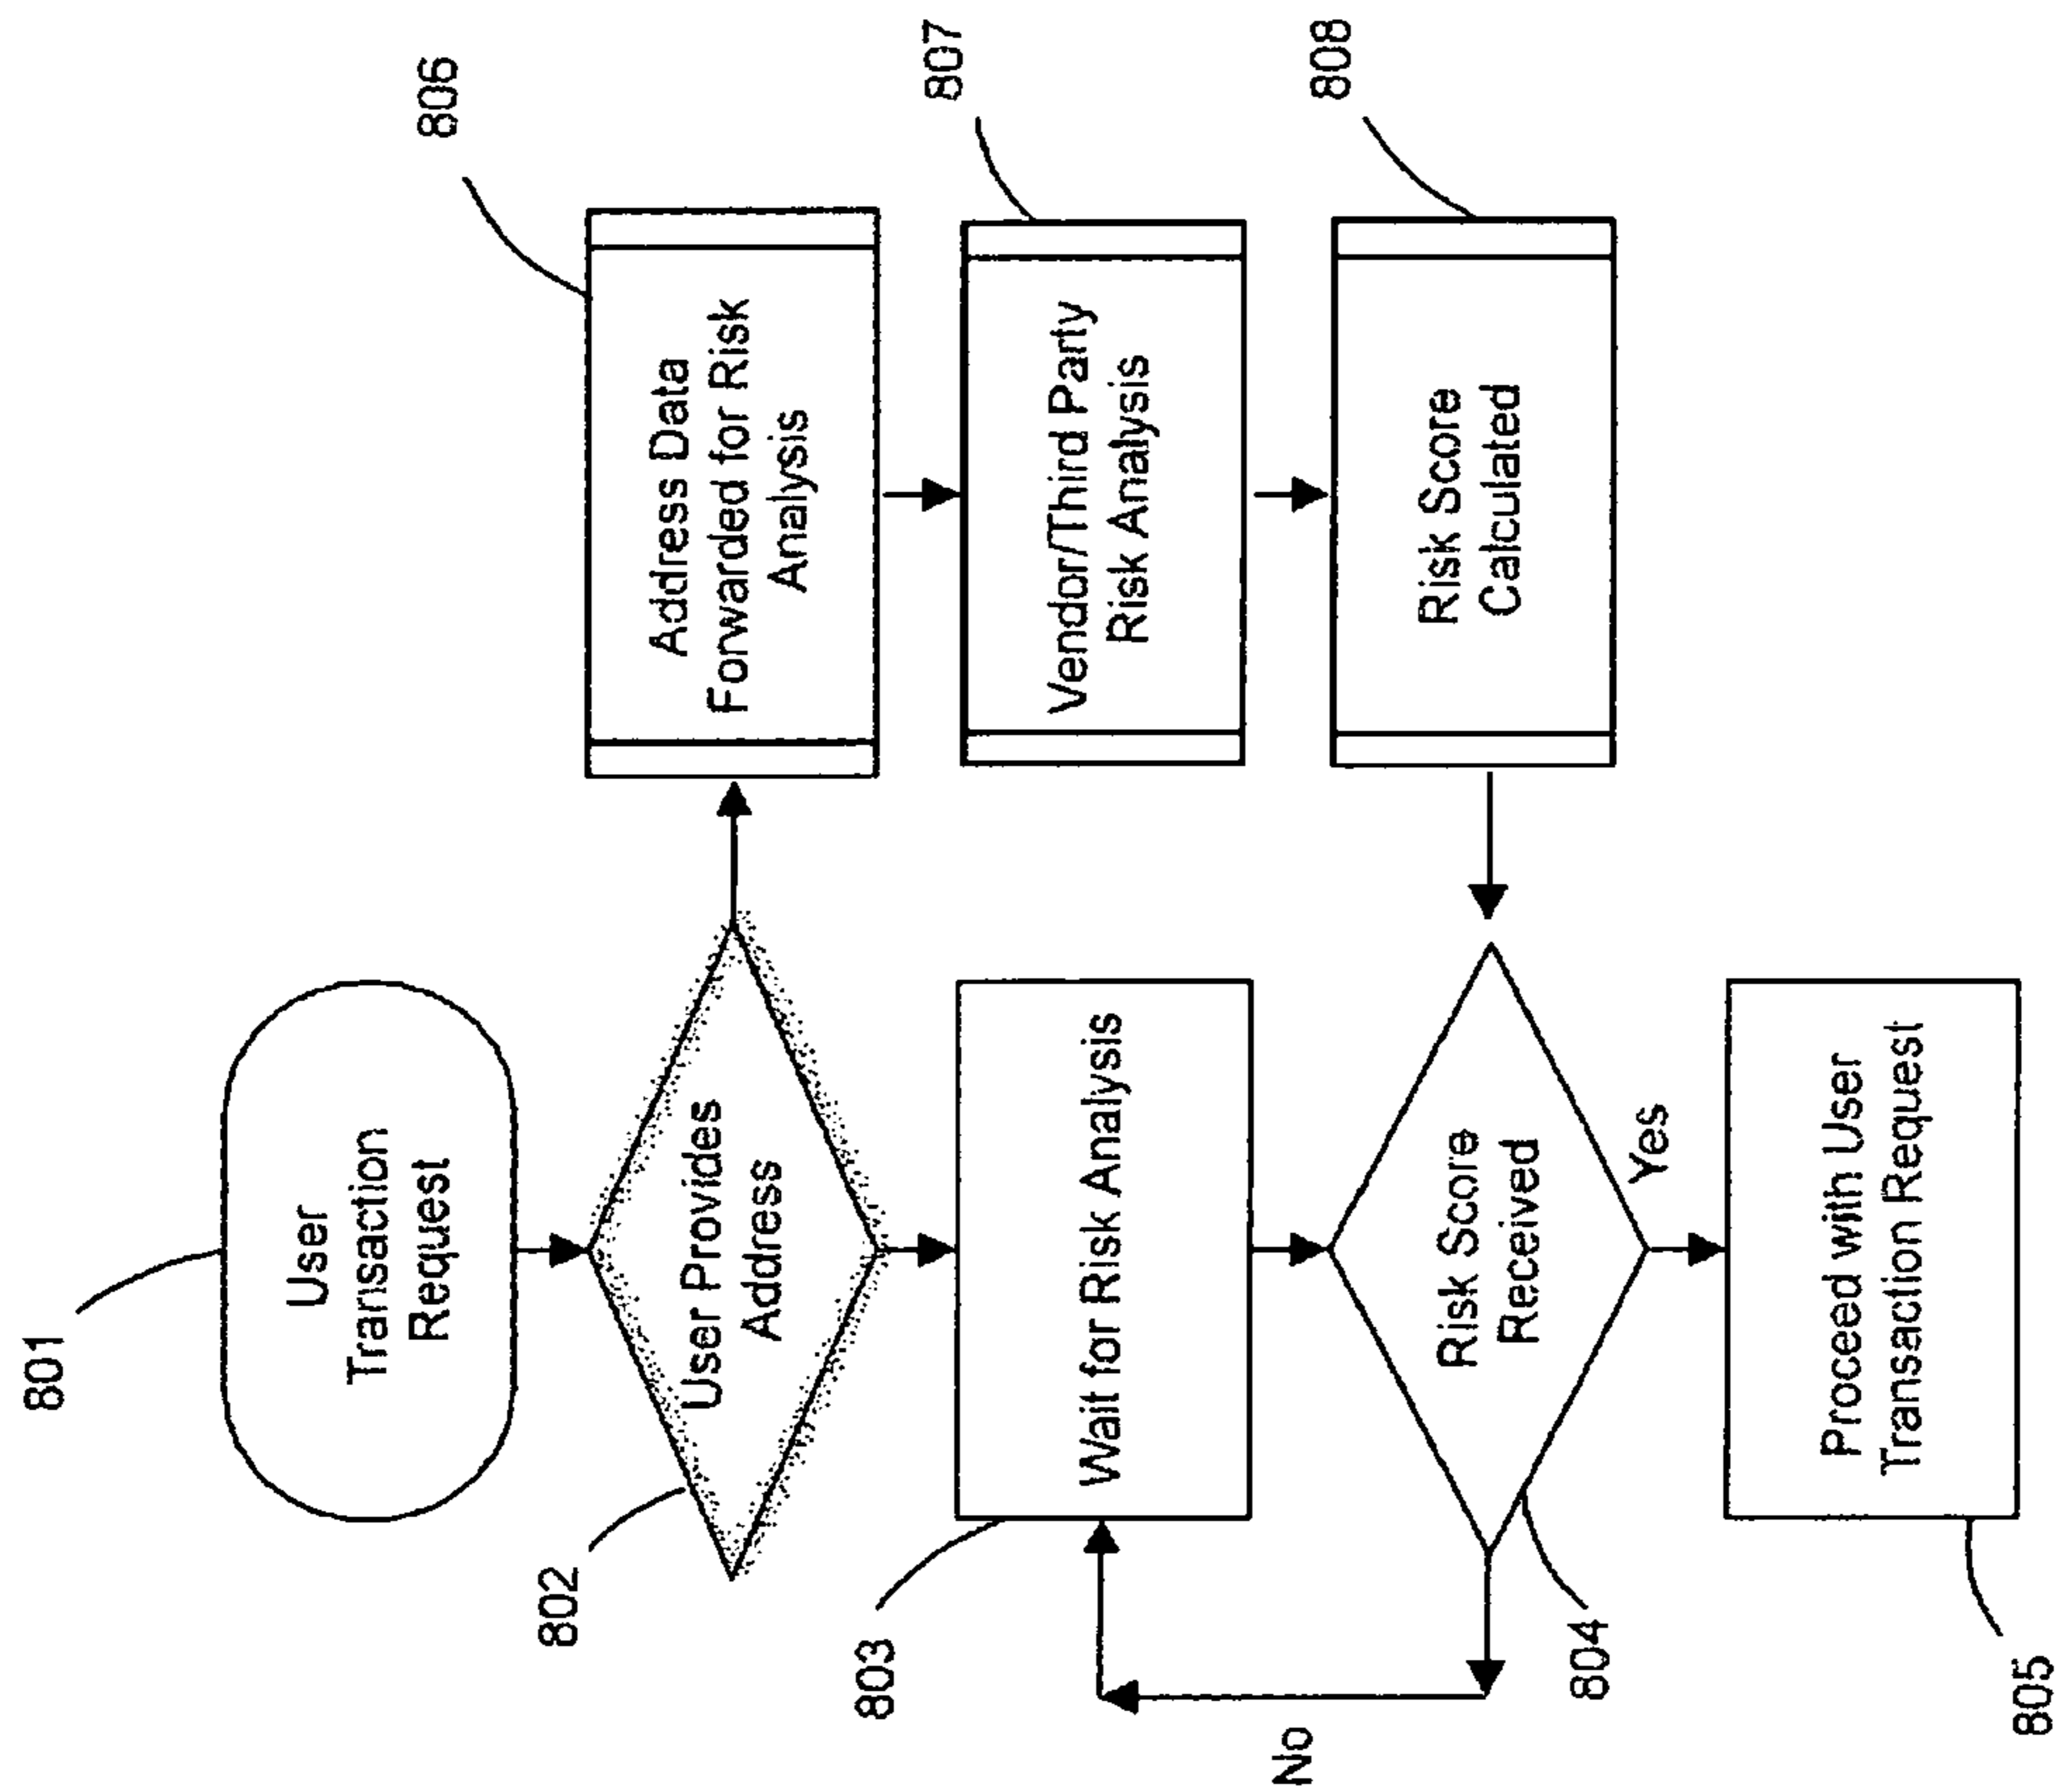 801
User
Transaction
Request
802
User Provides
Address
806
Address Data
Forwarded for Risk
Analysis
803
Wait for Risk Analysis
807
Vendor/Third Party
Risk Analysis
804
Risk Score
Received
No
Yes
808
Risk Score
Calculated
805
Proceed with User
Transaction Request